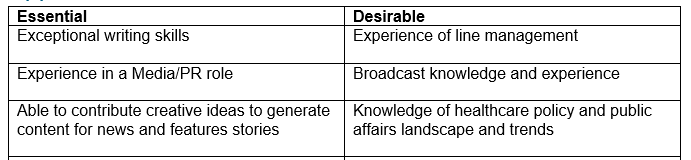 Essential Desirable
Exceptional writing skills Experience of line management
Experience in a Media/PR role Broadcast knowledge and experience
Able to contribute creative ideas to generate Knowledge of healthcare policy and public
content for news and features stories affairs landscape and trends